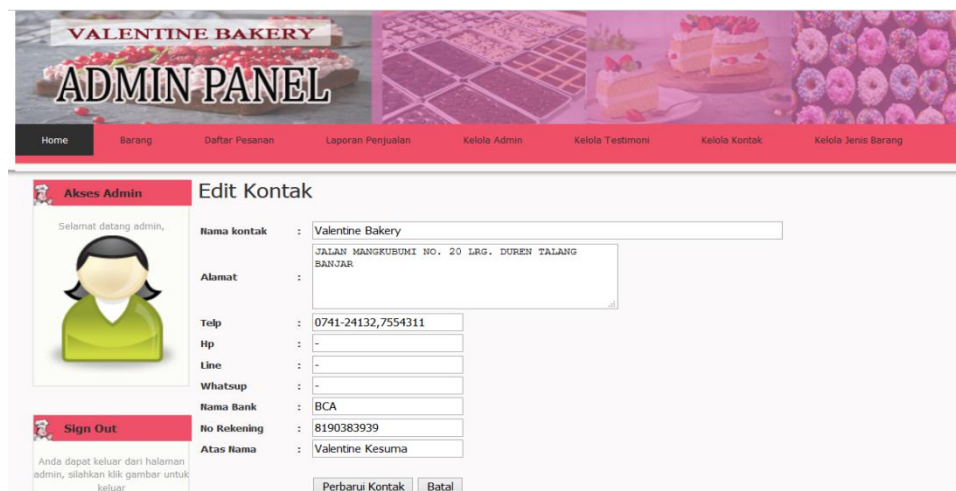 VALENTINE BAKERY
ADMIN PANEL
Home Barang Daftar Pesanan Laporan Penjualan Kelola Admin Kelola Testimoni Kelola Kontak Kelola Jenis Barang
Akses Admin
Selamat datang admin,
Sign Out
Anda dapat keluar dari halaman
admin, silahkan klik gambar untuk
keluar
Edit Kontak
Nama kontak : Valentine Bakery
Alamat : JALAN MANGKUBUMI NO. 20 LRG. DUREN TALANG
BANJAR
Telp : 0741-24132,7554311
Hp : -
Line : -
Whatsup : -
Nama Bank : BCA
No Rekening : 8190383939
Atas Nama : Valentine Kesuma
Perbarui Kontak Batal